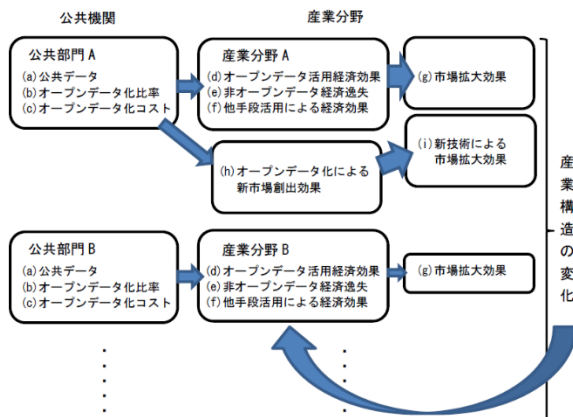 公共機関
産業分野
公共部門A
(a)公共データ
(b)オープンデータ化比率
(c)オープンデータ化コスト
産業分野A
(d)オープンデータ活用経済効果
(e)非オープンデータ経済逸失
(f)他手段活用による経済効果
(g)市場拡大効果
(h)オープンデータ化による
新市場創出効果
(i)新技術による
市場拡大効果
公共部門B
(a)公共データ
(b)オープンデータ化比率
(c)オープンデータ化コスト
産業分野B
(d)オープンデータ活用経済効果
(e)非オープンデータ経済逸失
(f)他手段活用による経済効果
(g)市場拡大効果
産業構造の変化